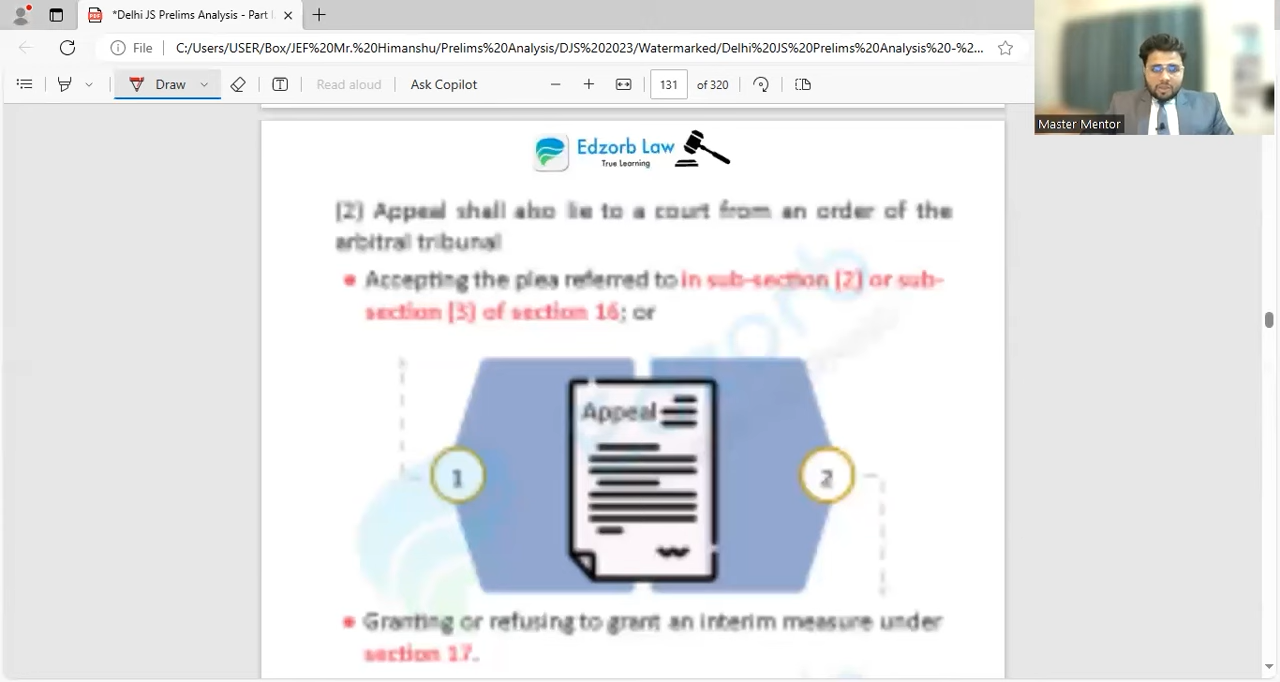 *Delhi JS Prelims Analysis - Part I
File
C:/Users/USER/Box/JEF%20Mr.%20Himanshu/Prelims%20Analysis/DJS%202023/Watermarked/Delhi%20JS%20Prelims%20Analysis%20-%2...
Draw
Read aloud
Ask Copilot
131
of 320
Master Mentor
Edzorb Law
True Learning
(2) Appeal shall also lie to a court from an order of the
arbitral tribunal
Accepting the plea referred to in sub-section (2) or sub-
section (3) of section 16; or
Appeal
1
2
Granting or refusing to grant an interim measure under
section 17.